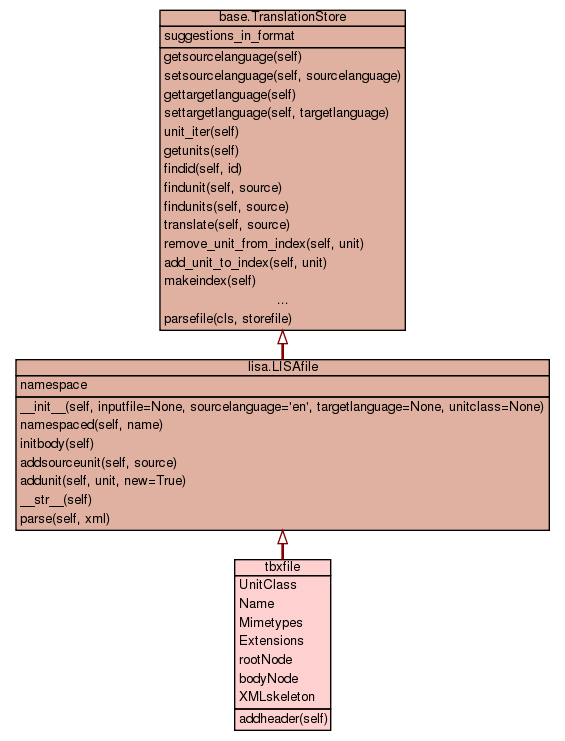 base.TranslationStore
suggestions_in_format
getsourcelanguage(self)
setsourcelanguage(self, sourcelanguage)
gettargetlanguage(self)
settargetlanguage(self, targetlanguage)
unit_iter(self)
getunits(self)
findid(self, id)
findunit(self, source)
findunits(self, source)
translate(self, source)
remove_unit_from_index(self, unit)
add_unit_to_index(self, unit)
makeindex(self)
...
parsefile(cls, storefile)
lisa.LISAfile
namespace
__init__(self, inputfile=None, sourcelanguage='en', targetlanguage=None, unitclass=None)
namespaced(self, name)
initbody(self)
addsourceunit(self, source)
addunit(self, unit, new=True)
__str__(self)
parse(self, xml)
tbxfile
UnitClass
Name
Mimetypes
Extensions
rootNode
bodyNode
XMLskeleton
addheader(self)